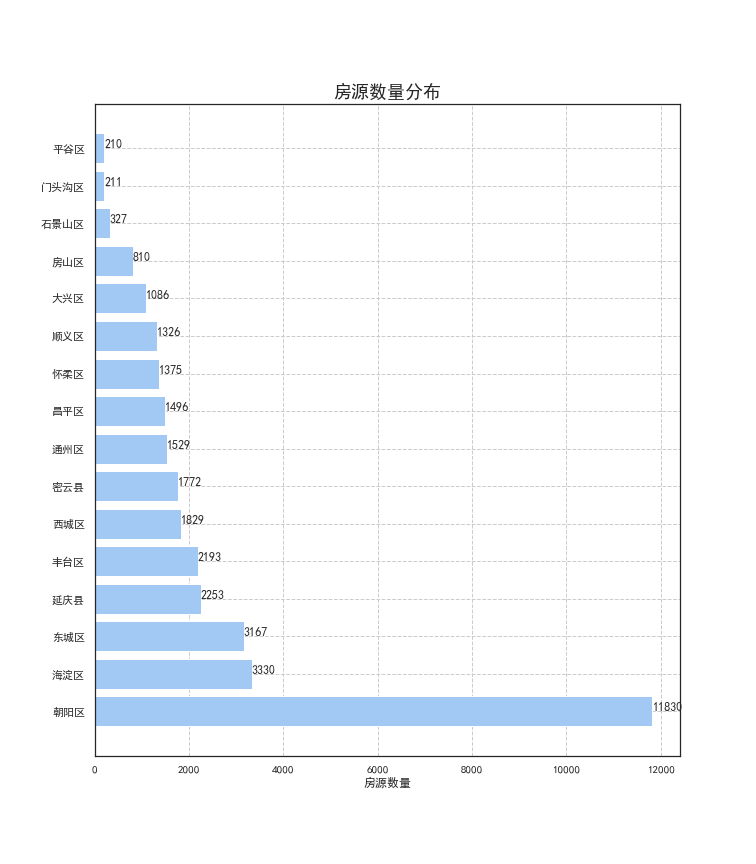 房源数量分布
平谷区 210
门头沟区 211
石景山区 327
房山区 810
大兴区 1086
顺义区 1326
怀柔区 1375
昌平区 1496
通州区 1529
密云县 1772
西城区 1829
丰台区 2193
延庆县 2253
东城区 3167
海淀区 3330
朝阳区 11830
0 2000 4000 6000 8000 10000 12000
房源数量